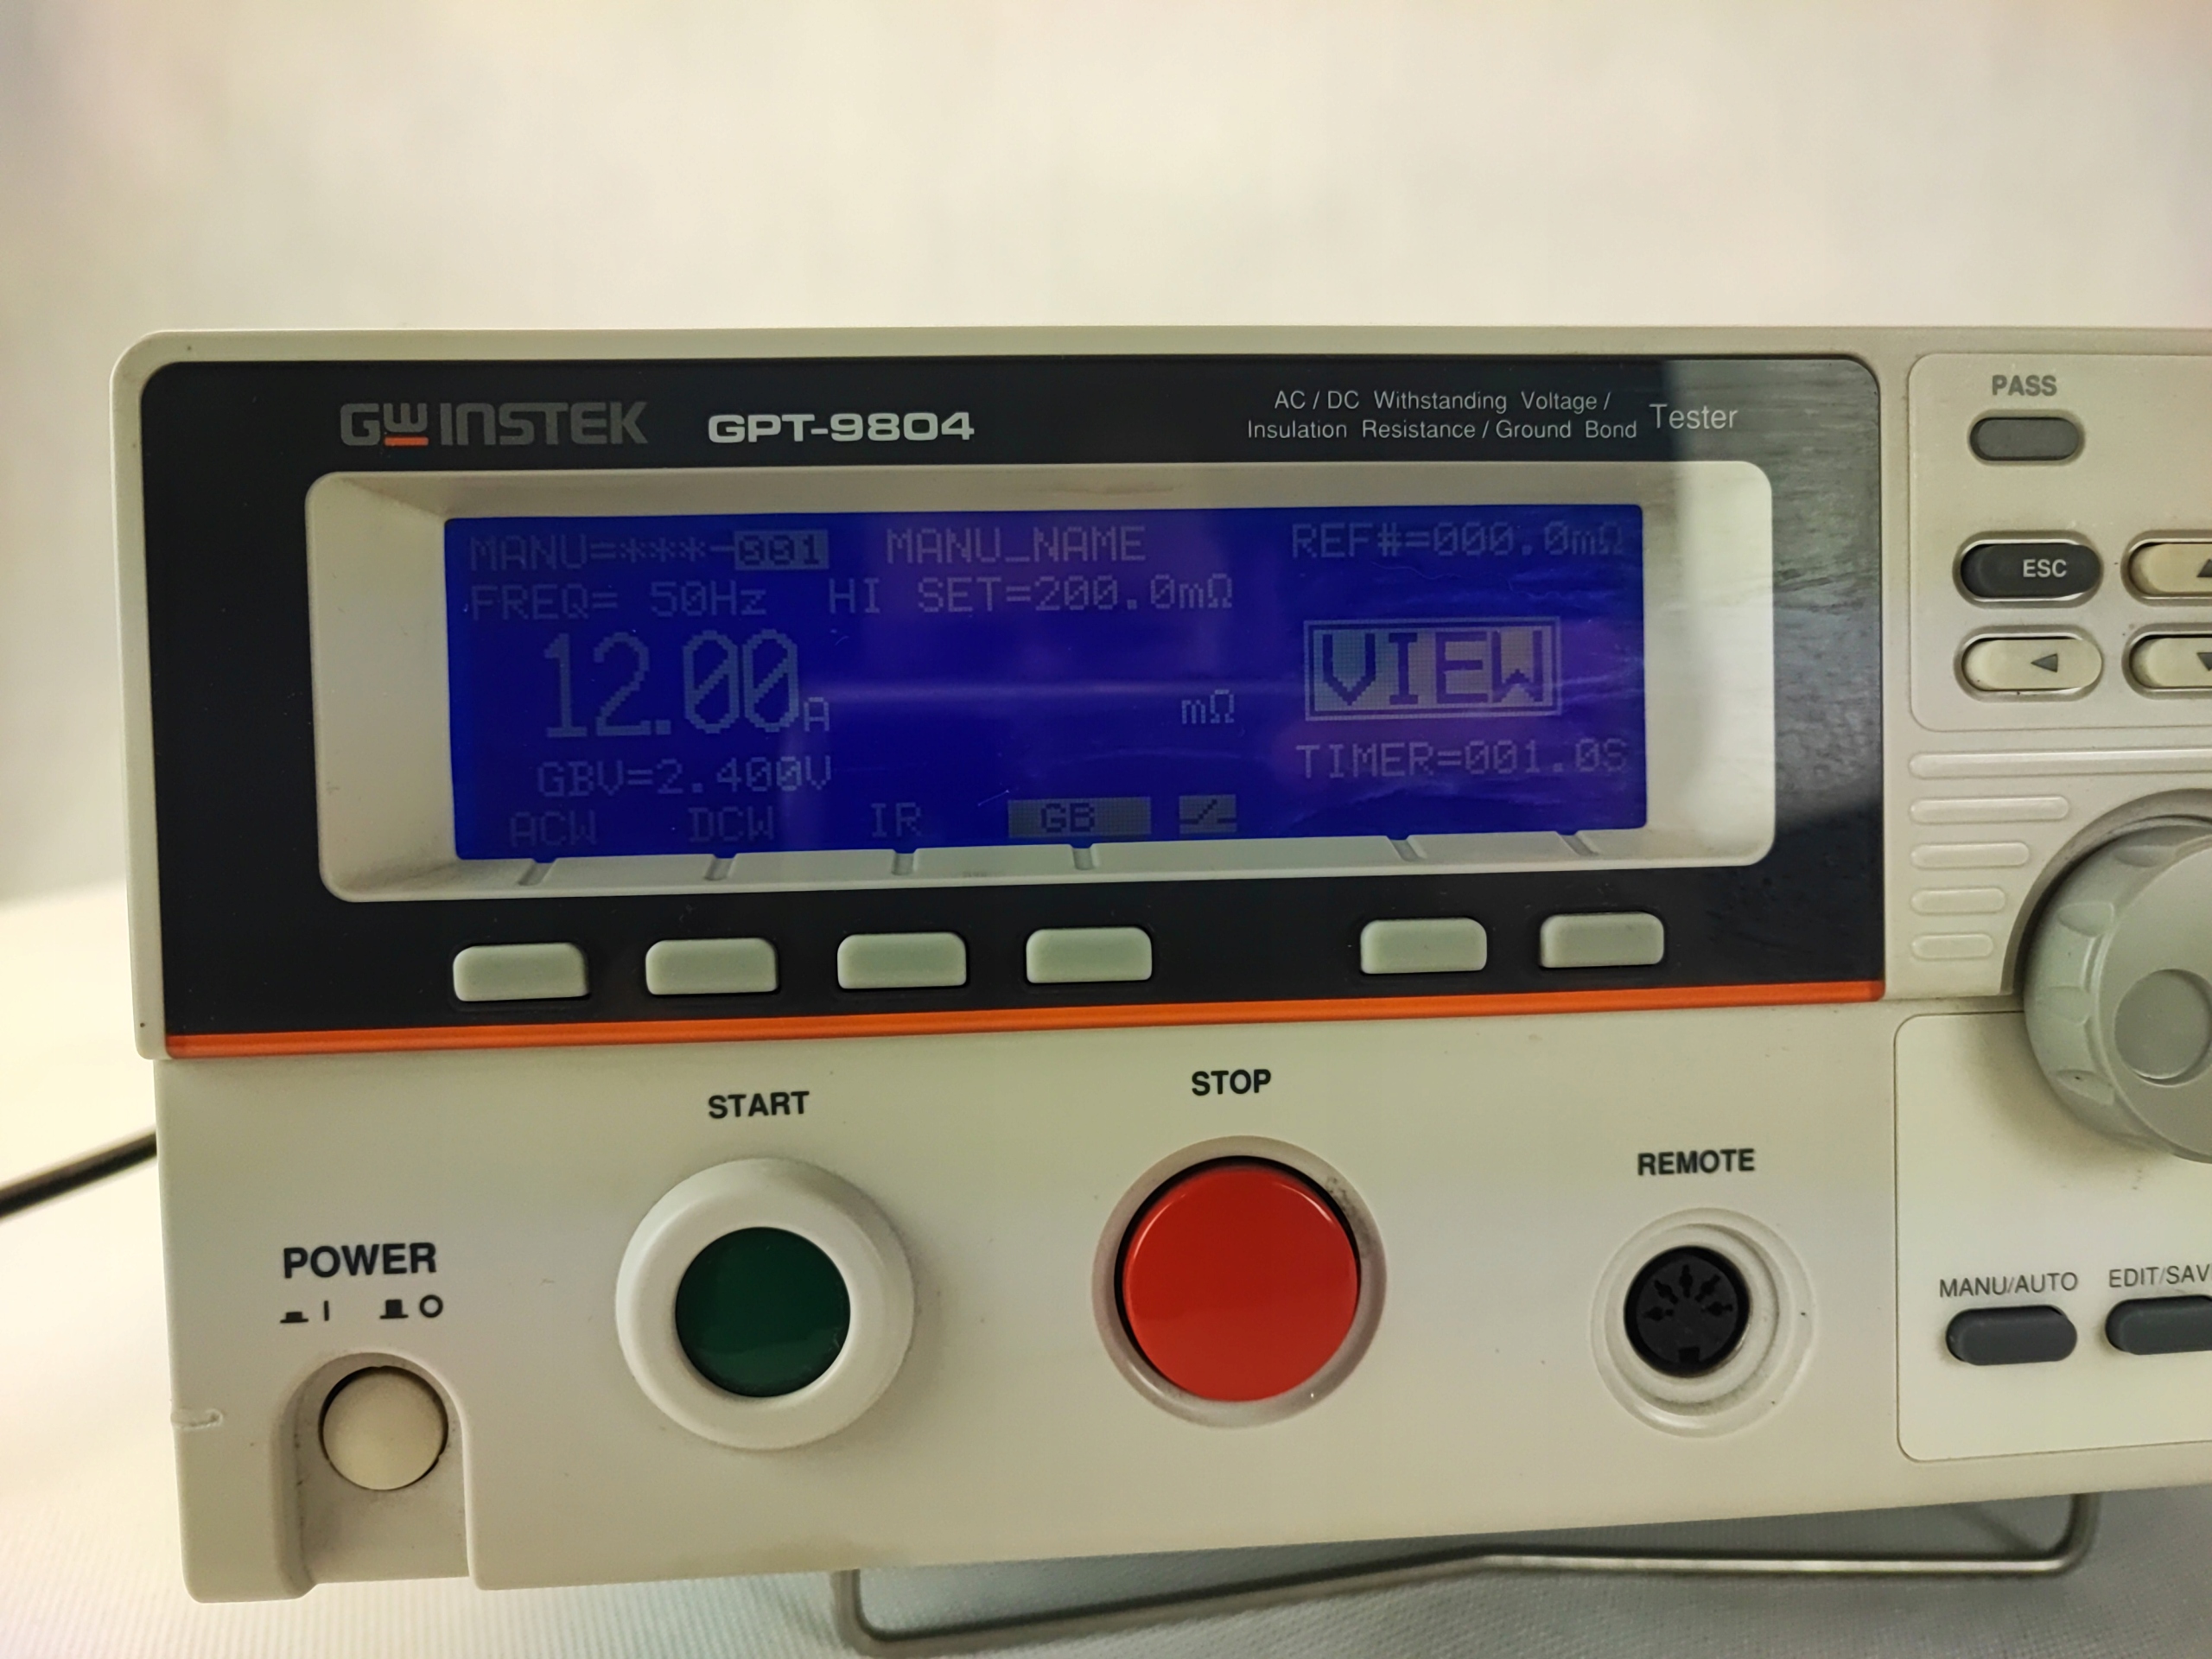 GW INSTEK GPT-9804
AC / DC Withstanding Voltage /
Insulation Resistance / Ground Bond Tester
MANU=***-001 MANU_NAME REF#=000.0mΩ
FREQ= 50Hz HI SET=200.0mΩ
12.00A mΩ VIEW
GBV=2.400V TIMER=001.0S
ACW DCW IR GB
PASS
ESC
START
STOP
REMOTE
POWER
MANU/AUTO